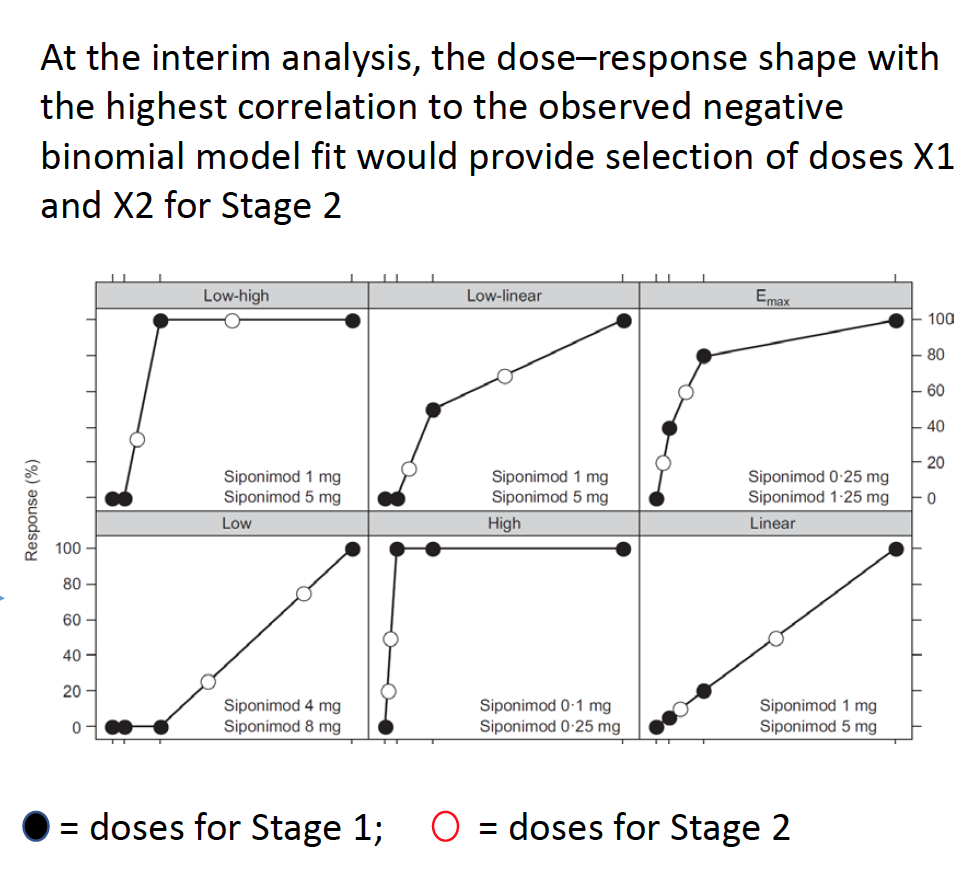 At the interim analysis, the dose–response shape with
the highest correlation to the observed negative
binomial model fit would provide selection of doses X1
and X2 for Stage 2
Low-high
Low-linear
Emax
100
80
60
40
20
0
Siponimod 1 mg
Siponimod 5 mg
Siponimod 1 mg
Siponimod 5 mg
Siponimod 0·25 mg
Siponimod 1·25 mg
Response (%)
Low
High
Linear
100
80
60
40
20
0
Siponimod 4 mg
Siponimod 8 mg
Siponimod 0·1 mg
Siponimod 0·25 mg
Siponimod 1 mg
Siponimod 5 mg
= doses for Stage 1;
= doses for Stage 2